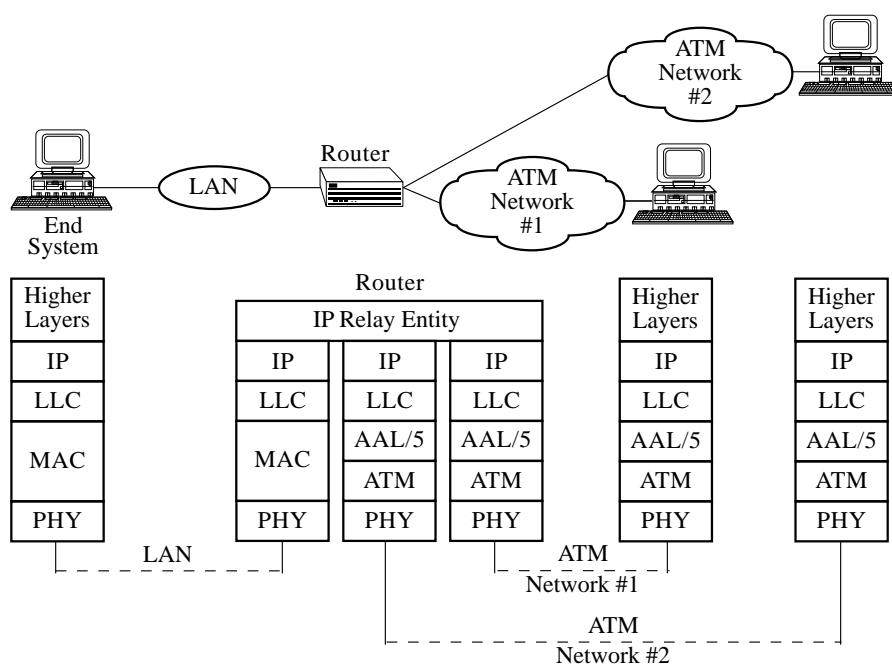 ATM
Network
#2
Router
LAN
ATM
Network
#1
End
System
Router
Higher
Layers
IP Relay Entity
Higher
Layers
Higher
Layers
IP
IP
IP
IP
IP
IP
LLC
LLC
LLC
LLC
LLC
LLC
MAC
MAC
AAL/5
AAL/5
AAL/5
AAL/5
ATM
ATM
ATM
ATM
PHY
PHY
PHY
PHY
PHY
PHY
LAN
ATM
Network #1
ATM
Network #2